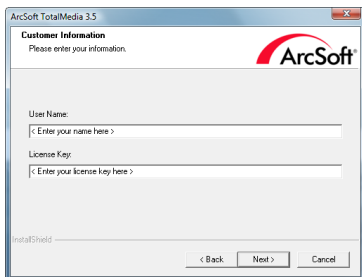 ArcSoft TotalMedia 3.5
Customer Information
Please enter your information.
ArcSoft®
User Name:
< Enter your name here >
License Key:
< Enter your license key here >
InstallShield
< Back
Next >
Cancel